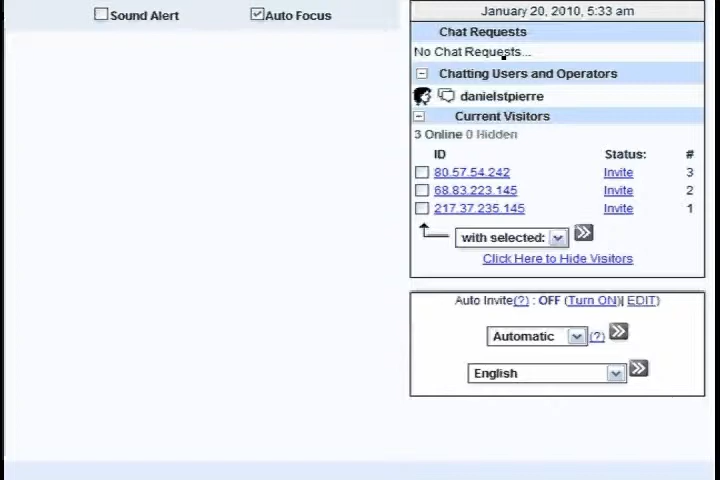 Sound Alert
Auto Focus
January 20, 2010, 5:33 am
Chat Requests
No Chat Requests...
Chatting Users and Operators
danielstpierre
Current Visitors
3 Online 0 Hidden
ID Status: #
80.57.54.242 Invite 3
68.83.223.145 Invite 2
217.37.235.145 Invite 1
with selected:
Click Here to Hide Visitors
Auto Invite(?) : OFF (Turn ON)| EDIT)
Automatic (?)
English